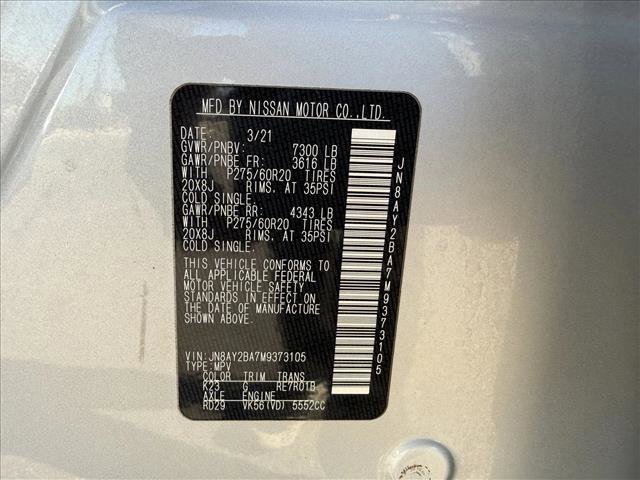 MFD BY NISSAN MOTOR CO.,LTD.
DATE: 3/21
GVWR/PNBV: 7300 LB
GAWR/PNBE FR: 3616 LB
WITH P275/60R20 TIRES
20X8J RIMS. AT 35PSI
COLD SINGLE.
GAWR/PNBE RR: 4343 LB
WITH P275/60R20 TIRES
20X8J RIMS. AT 35PSI
COLD SINGLE.
THIS VEHICLE CONFORMS TO
ALL APPLICABLE FEDERAL
MOTOR VEHICLE SAFETY
STANDARDS IN EFFECT ON
THE DATE OF MANUFACTURE
SHOWN ABOVE.
VIN: JN8AY2BA7M9373105
TYPE: MPV
COLOR TRIM TRANS
K23 G RE7R01B
AXLE ENGINE
RD29 VK56(VD) 5552CC
JN8AY2BA7M9373105